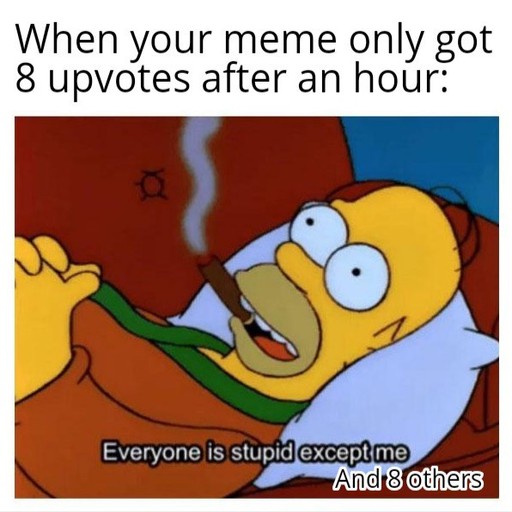 When your meme only got
8 upvotes after an hour:
Everyone is stupid except me
And 8 others